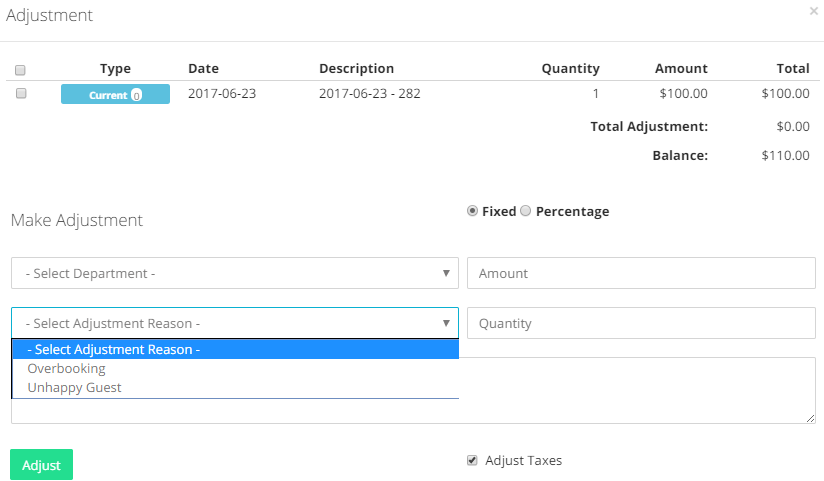 Adjustment ×
Type Date Description Quantity Amount Total
Current 0 2017-06-23 2017-06-23 - 282 1 $100.00 $100.00
Total Adjustment: $0.00
Balance: $110.00
Make Adjustment Fixed Percentage
- Select Department - Amount
- Select Adjustment Reason - Quantity
- Select Adjustment Reason -
Overbooking
Unhappy Guest
Adjust Adjust Taxes